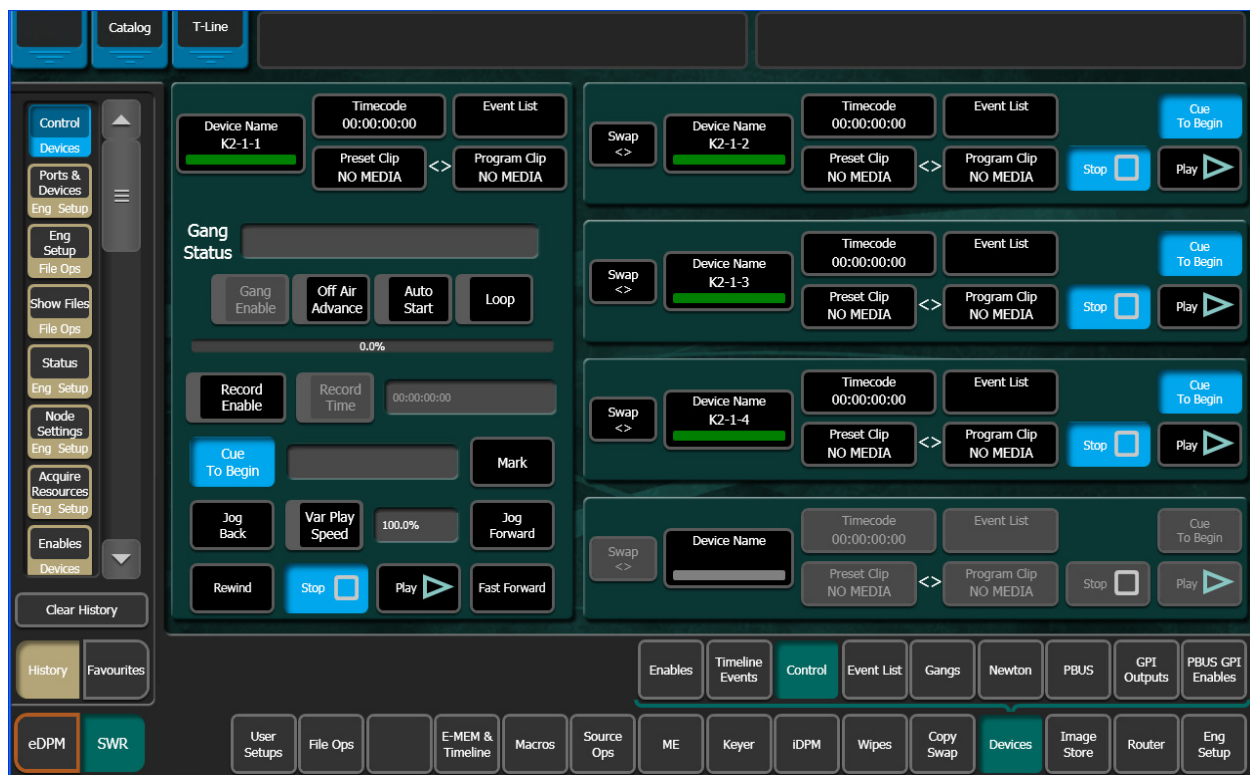 Catalog
T-Line
Control
Devices
Ports &
Devices
Eng Setup
Eng
Setup
File Ops
Show Files
File Ops
Status
Eng Setup
Node
Settings
Eng Setup
Acquire
Resources
Eng Setup
Enables
Devices
Clear History
History
Favourites
eDPM
SWR
Device Name
K2-1-1
Timecode
00:00:00:00
Event List
Preset Clip
NO MEDIA
<>
Program Clip
NO MEDIA
Gang
Status
Gang
Enable
Off Air
Advance
Auto
Start
Loop
0.0%
Record
Enable
Record
Time
00:00:00:00
Cue
To Begin
Mark
Jog
Back
Var Play
Speed
100.0%
Jog
Forward
Rewind
Stop
Play
Fast Forward
Swap
<>
Device Name
K2-1-2
Timecode
00:00:00:00
Event List
Cue
To Begin
Preset Clip
NO MEDIA
<>
Program Clip
NO MEDIA
Stop
Play
Swap
<>
Device Name
K2-1-3
Timecode
00:00:00:00
Event List
Cue
To Begin
Preset Clip
NO MEDIA
<>
Program Clip
NO MEDIA
Stop
Play
Swap
<>
Device Name
K2-1-4
Timecode
00:00:00:00
Event List
Cue
To Begin
Preset Clip
NO MEDIA
<>
Program Clip
NO MEDIA
Stop
Play
Swap
<>
Device Name
Timecode
00:00:00:00
Event List
Cue
To Begin
Preset Clip
NO MEDIA
<>
Program Clip
NO MEDIA
Stop
Play
Enables
Timeline
Events
Control
Event List
Gangs
Newton
PBUS
GPI
Outputs
PBUS GPI
Enables
User
Setups
File Ops
E-MEM &
Timeline
Macros
Source
Ops
ME
Keyer
iDPM
Wipes
Copy
Swap
Devices
Image
Store
Router
Eng
Setup